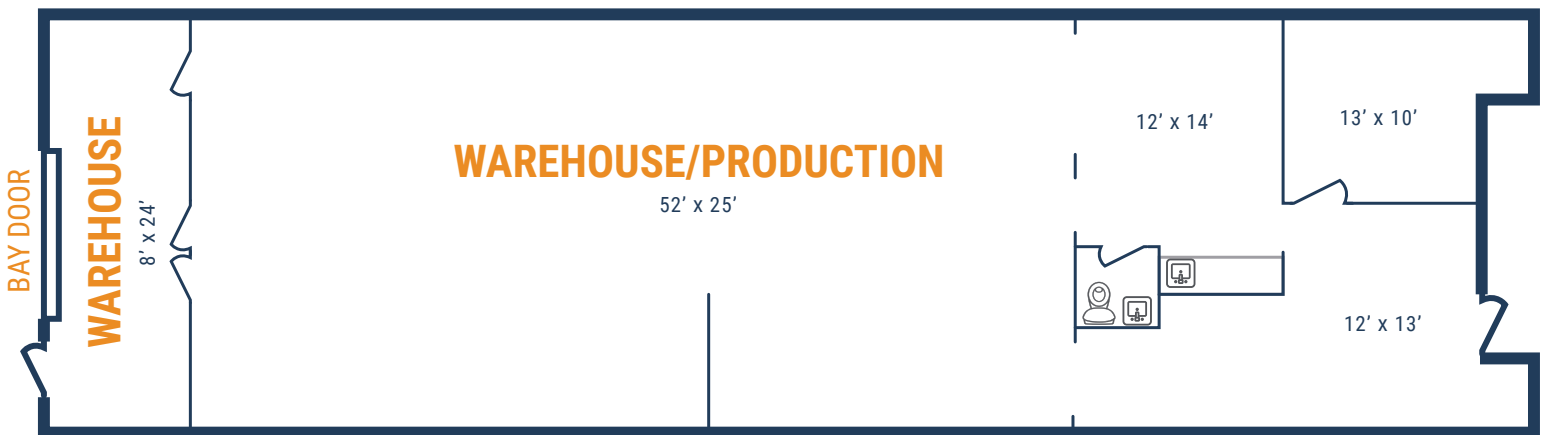 BAY DOOR
WAREHOUSE
8’ x 24’
WAREHOUSE/PRODUCTION
52’ x 25’
12’ x 14’
13’ x 10’
12’ x 13’